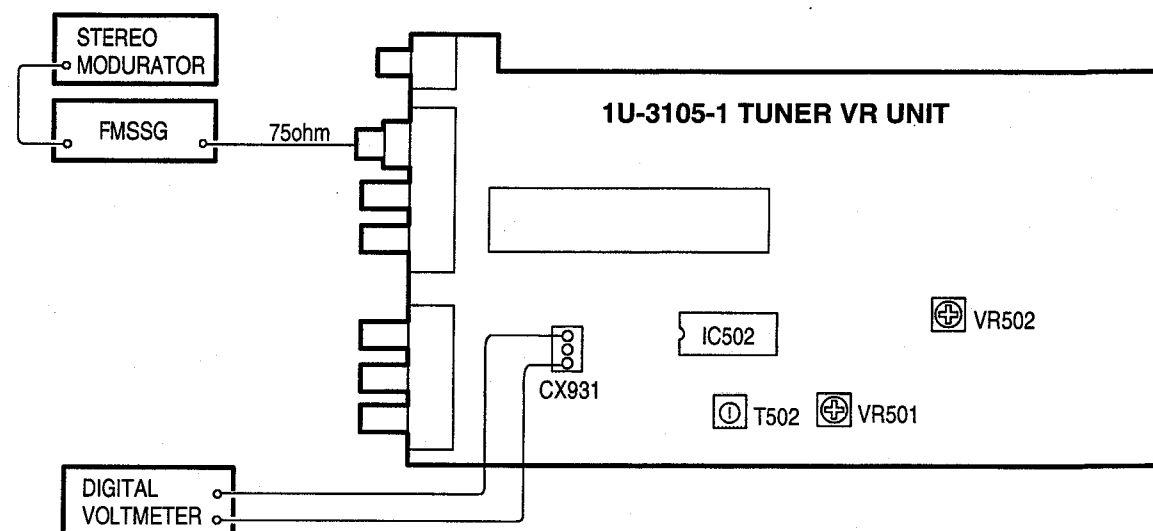 STEREO
MODURATOR
FMSSG
75ohm
1U-3105-1 TUNER VR UNIT
VR502
IC502
CX931
T502
VR501
DIGITAL
VOLTMETER